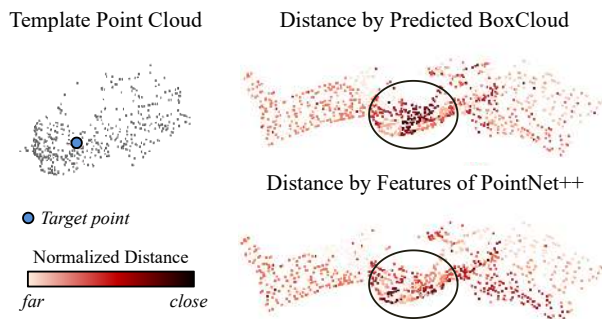 Template Point Cloud
Distance by Predicted BoxCloud
Distance by Features of PointNet++
Target point
Normalized Distance
far
close